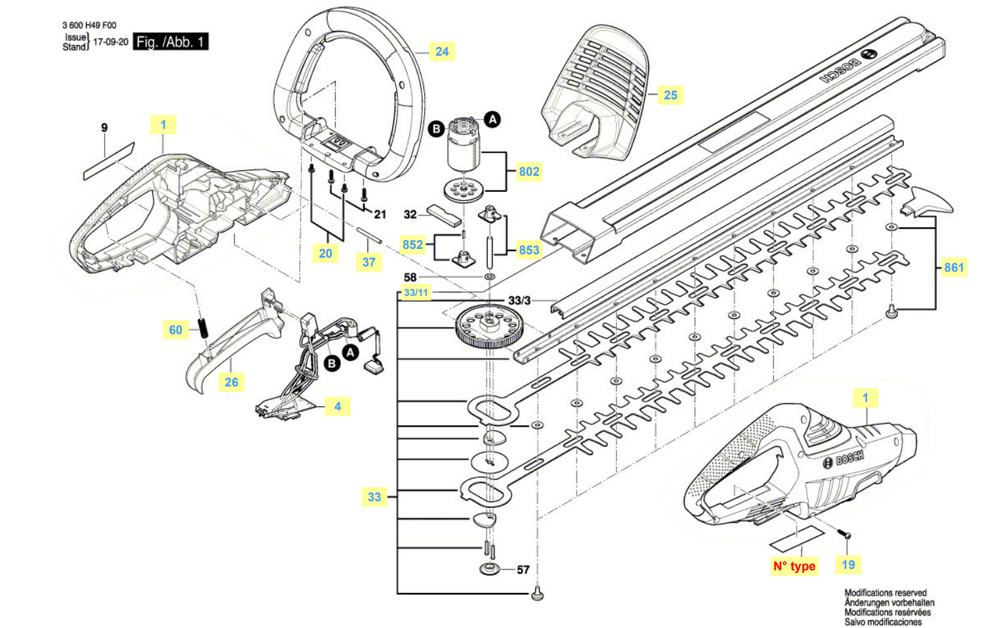 3 600 H49 F00
Issue
Stand
17-09-20
Fig. /Abb. 1
24
25
BOSCH
9
1
B
A
802
21
32
20
37
852
853
58
33/11
33/3
861
60
26
B
A
4
33
57
1
BOSCH
N° type
19
Modifications reserved
Änderungen vorbehalten
Modifications resérvées
Salvo modificaciones